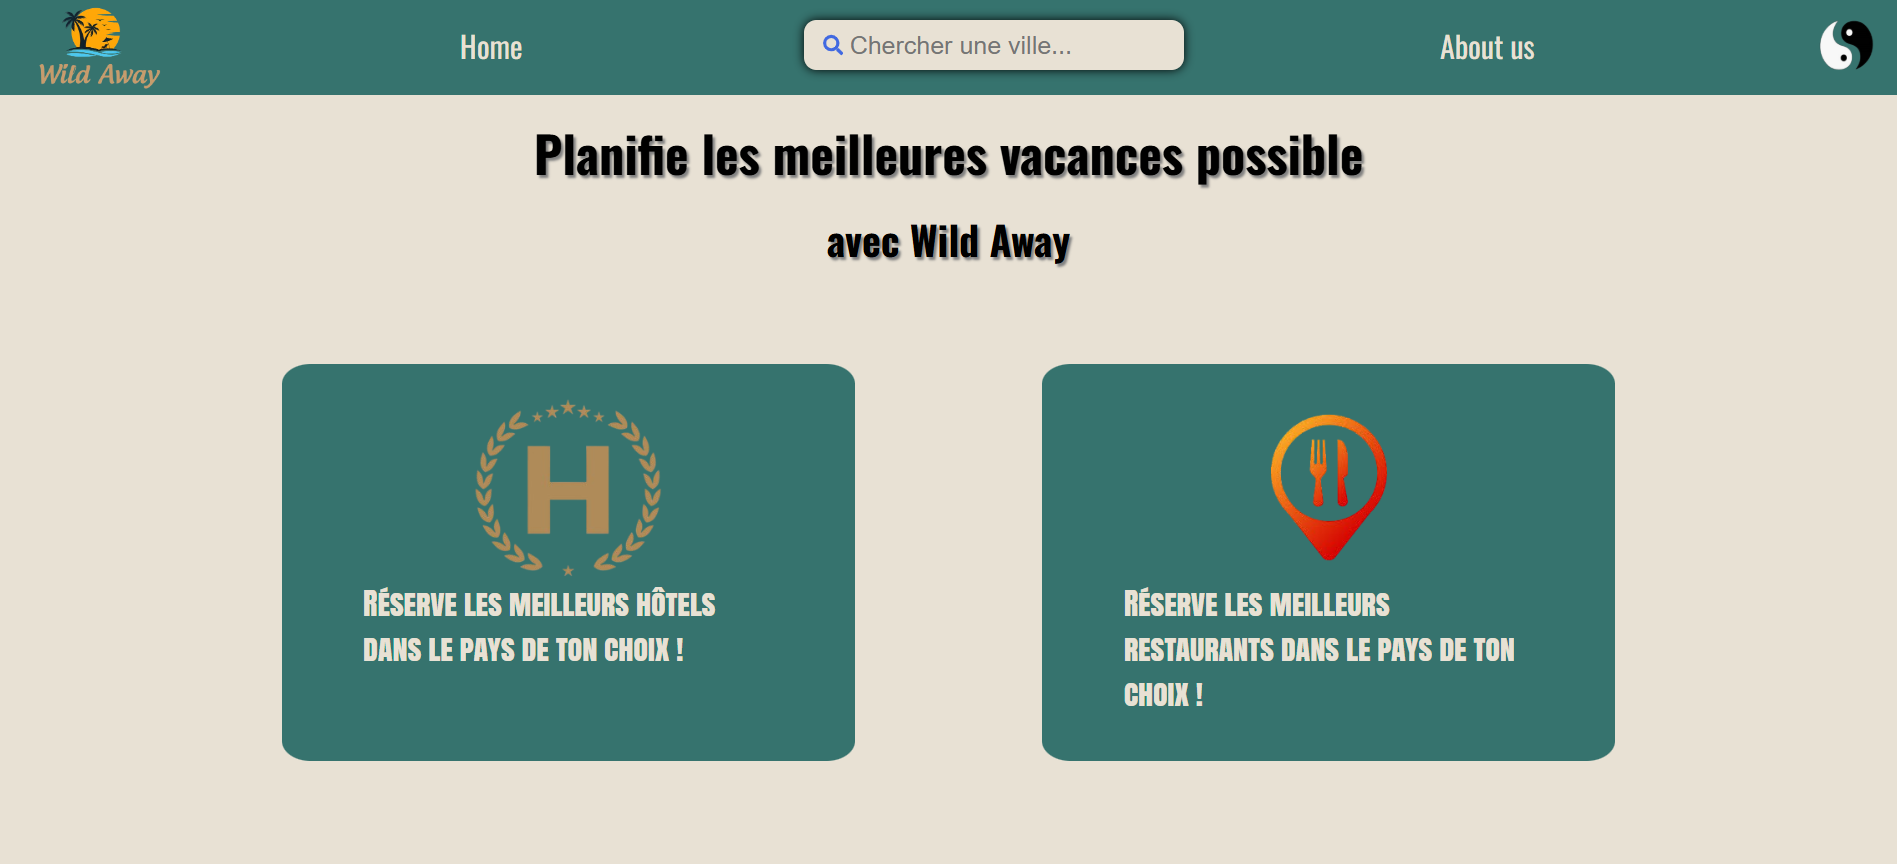 Wild Away
Home
Chercher une ville...
About us
Planifie les meilleures vacances possible
avec Wild Away
H
Réserve les meilleurs hôtels
dans le pays de ton choix !
Réserve les meilleurs
restaurants dans le pays de ton
choix !